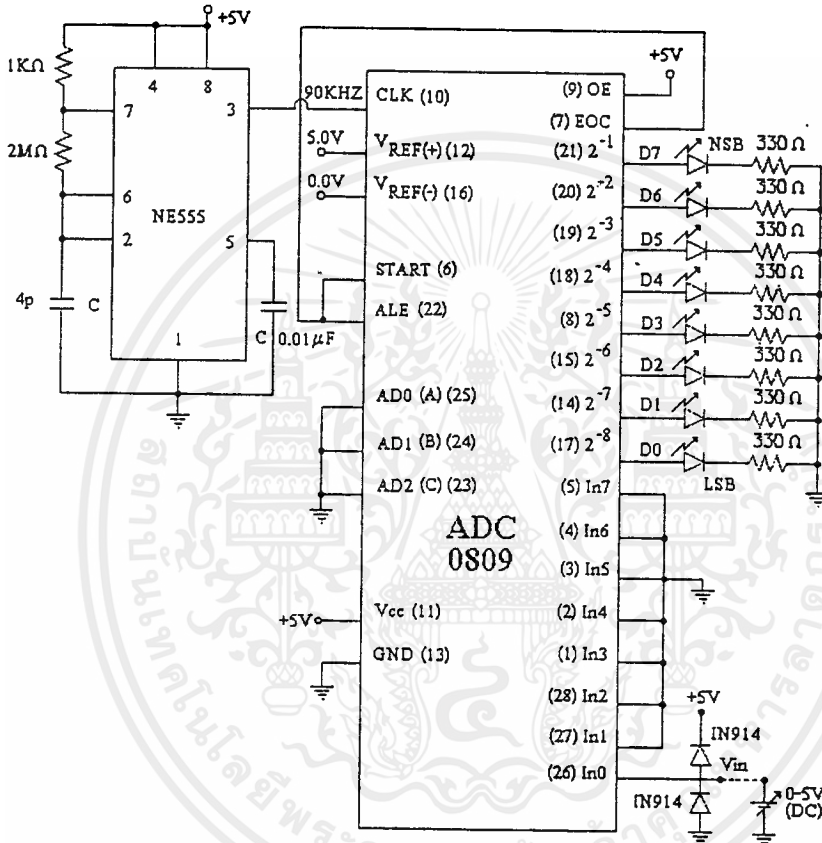 +5V
1KΩ
4
8
7
3
2MΩ
6
NE555
2
5
4p
C
1
C
0.01μF
90KHZ
CLK (10)
5.0V
VREF(+) (12)
0.0V
VREF(-) (16)
START (6)
ALE (22)
AD0 (A) (25)
AD1 (B) (24)
AD2 (C) (23)
ADC
0809
+5V
Vcc (11)
GND (13)
+5V
(9) OE
(7) EOC
(21) 2⁻¹
D7
NSB
330 Ω
(20) 2⁺²
D6
330 Ω
(19) 2⁻³
D5
330 Ω
(18) 2⁻⁴
D4
330 Ω
(8) 2⁻⁵
D3
330 Ω
(15) 2⁻⁶
D2
330 Ω
(14) 2⁻⁷
D1
330 Ω
(17) 2⁻⁸
D0
330 Ω
LSB
(5) In7
(4) In6
(3) In5
(2) In4
(1) In3
(28) In2
(27) In1
(26) In0
+5V
IN914
Vin
IN914
0-5V
(DC)